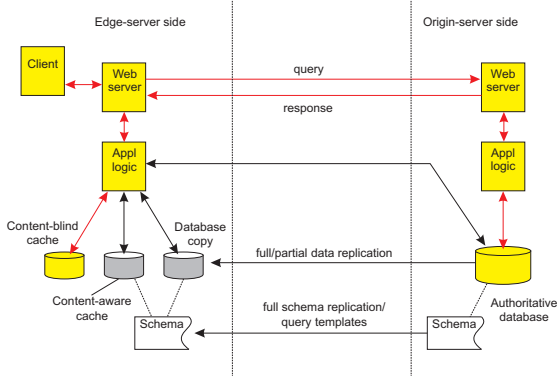 Edge-server side
Origin-server side
Client
Web
server
query
response
Web
server
Appl
logic
Appl
logic
Content-blind
cache
Database
copy
full/partial data replication
Content-aware
cache
Authoritative
database
Schema
full schema replication/
query templates
Schema